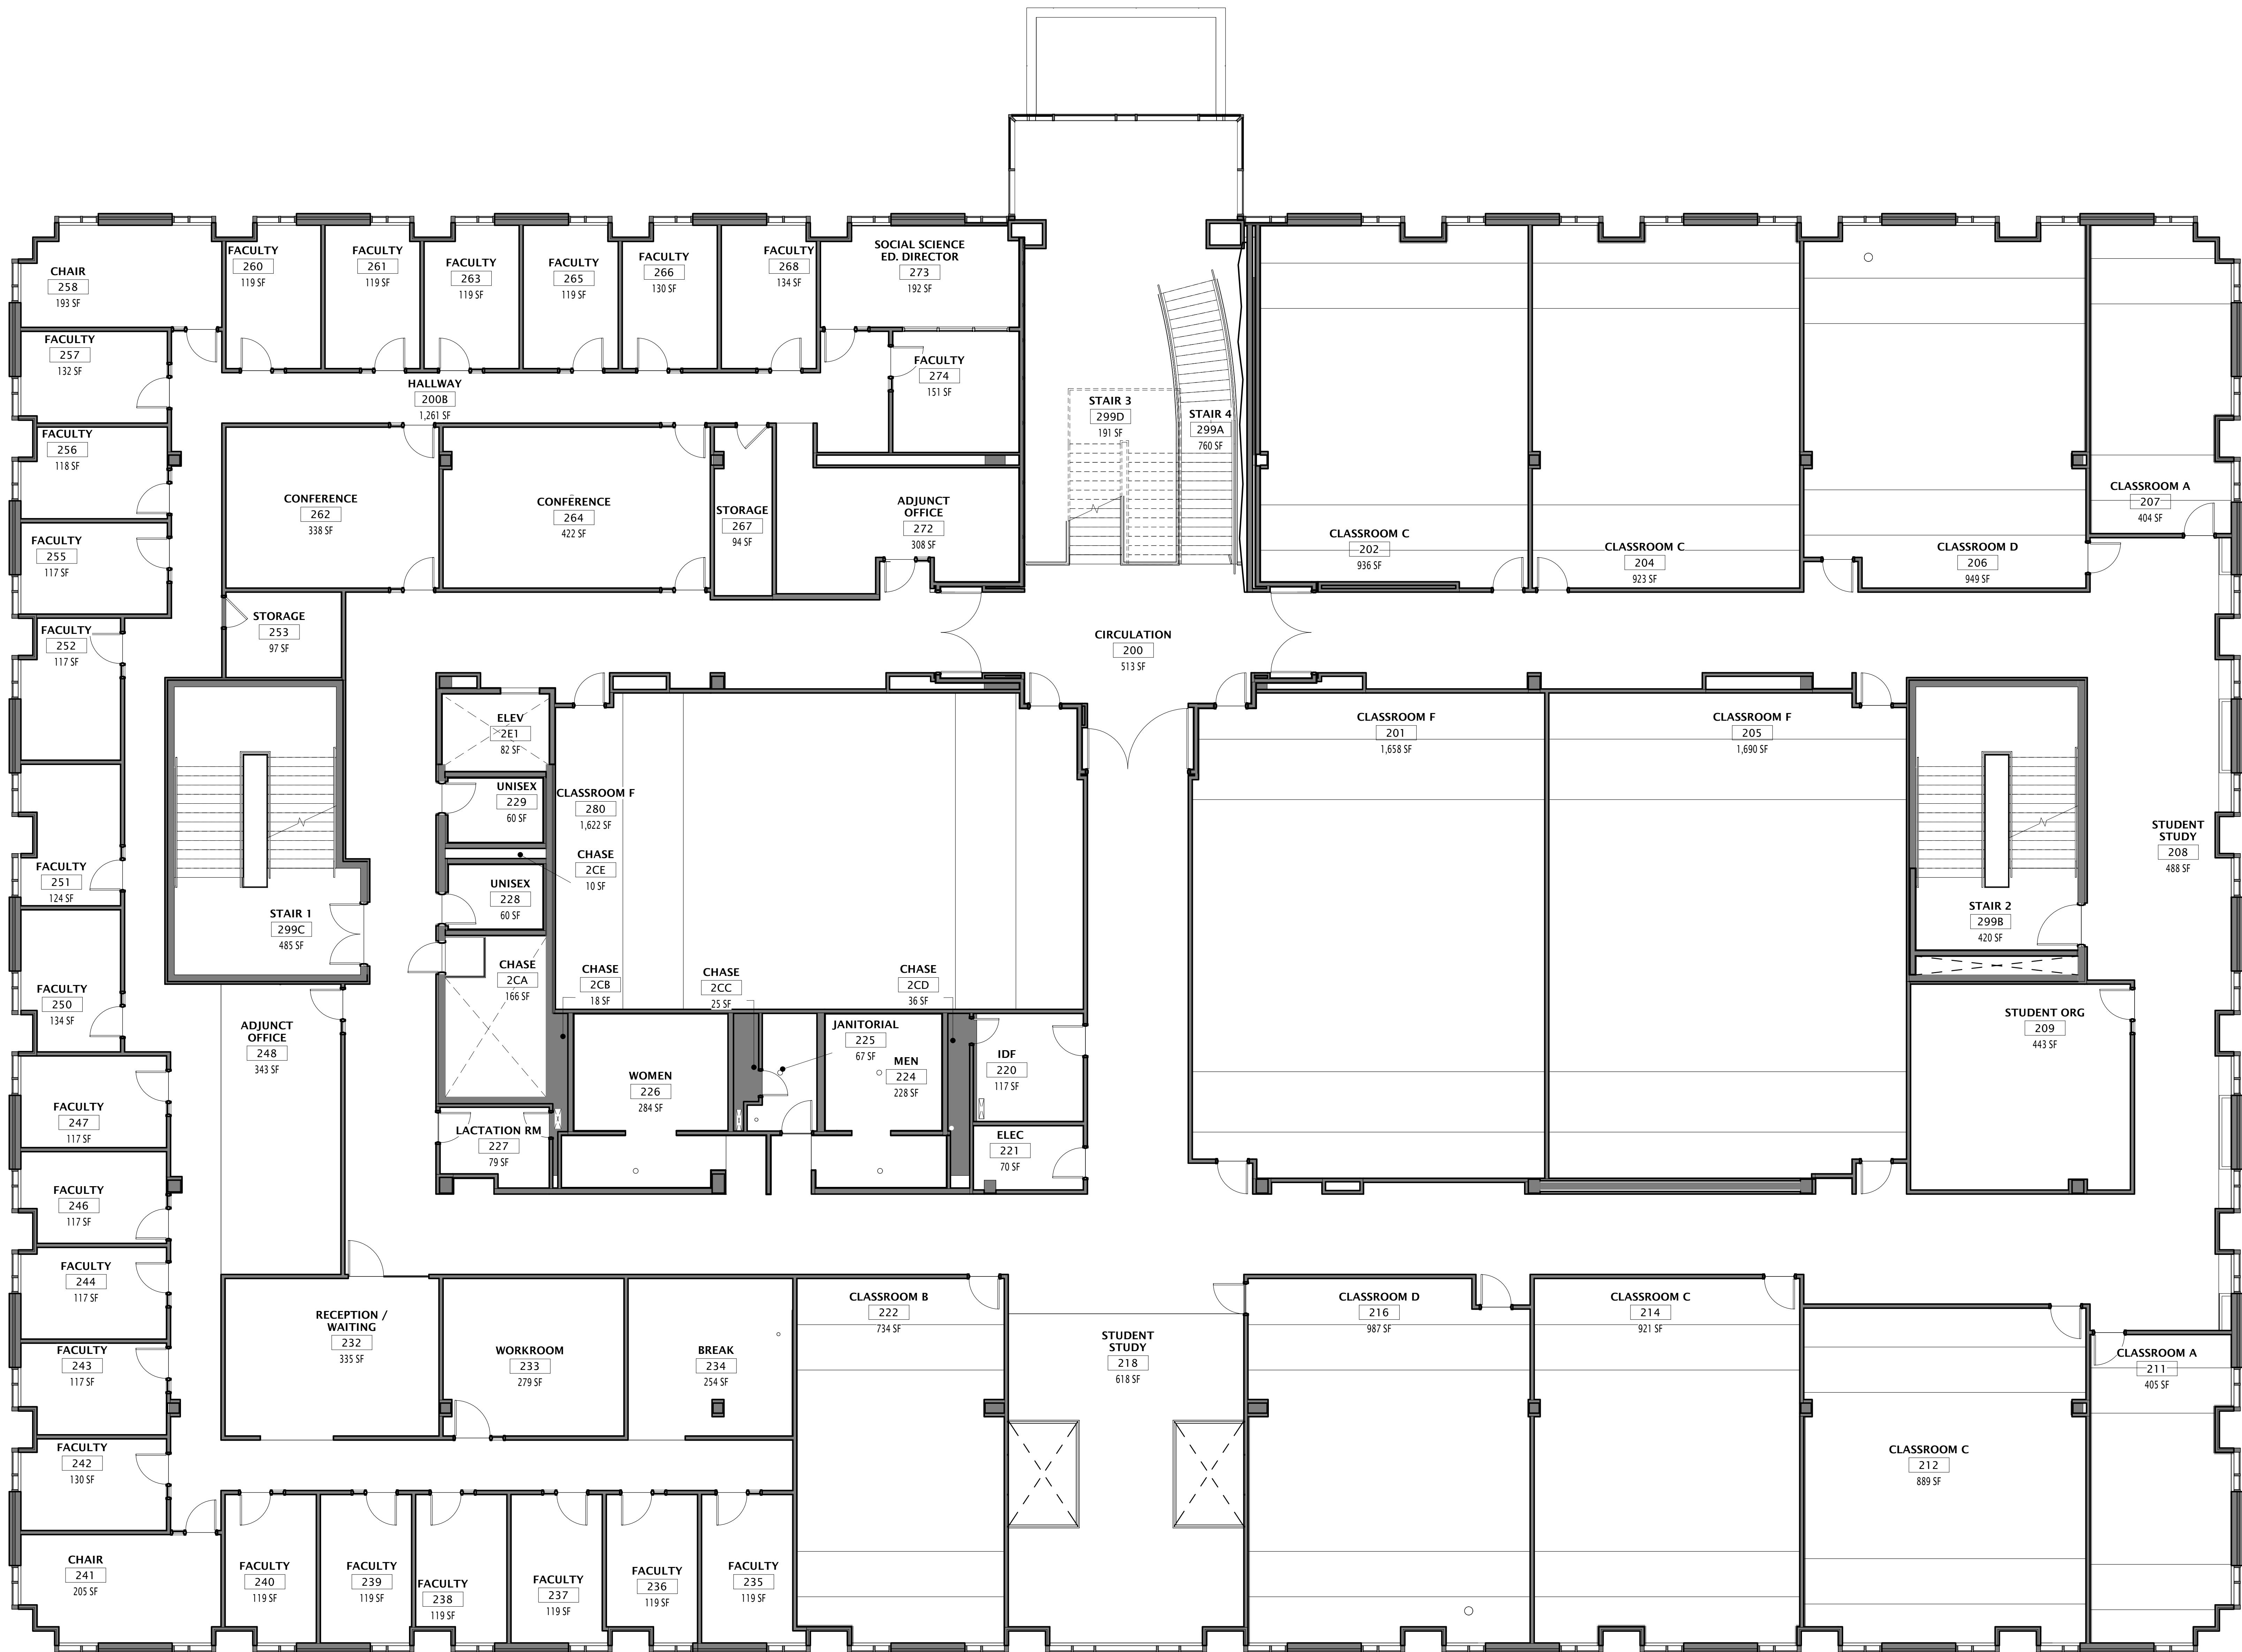 CHAIR
258
193 SF
FACULTY
260
119 SF
FACULTY
261
119 SF
FACULTY
263
119 SF
FACULTY
265
119 SF
FACULTY
266
130 SF
FACULTY
268
134 SF
SOCIAL SCIENCE
ED. DIRECTOR
273
192 SF
FACULTY
257
132 SF
HALLWAY
200B
1,261 SF
FACULTY
274
151 SF
STAIR 3
299D
191 SF
STAIR 4
299A
760 SF
FACULTY
256
118 SF
CONFERENCE
262
338 SF
CONFERENCE
264
422 SF
STORAGE
267
94 SF
ADJUNCT
OFFICE
272
308 SF
CLASSROOM C
202
936 SF
CLASSROOM C
204
923 SF
CLASSROOM D
206
949 SF
CLASSROOM A
207
404 SF
FACULTY
255
117 SF
STORAGE
253
97 SF
FACULTY
252
117 SF
CIRCULATION
200
513 SF
ELEV
2E1
82 SF
UNISEX
229
60 SF
CLASSROOM F
280
1,622 SF
CHASE
2CE
10 SF
UNISEX
228
60 SF
CLASSROOM F
201
1,658 SF
CLASSROOM F
205
1,690 SF
STUDENT
STUDY
208
488 SF
FACULTY
251
124 SF
STAIR 1
299C
485 SF
STAIR 2
299B
420 SF
FACULTY
250
134 SF
ADJUNCT
OFFICE
248
343 SF
CHASE
2CA
166 SF
CHASE
2CB
18 SF
CHASE
2CC
25 SF
CHASE
2CD
36 SF
JANITORIAL
225
67 SF
MEN
224
228 SF
IDF
220
117 SF
STUDENT ORG
209
443 SF
FACULTY
247
117 SF
WOMEN
226
284 SF
LACTATION RM
227
79 SF
ELEC
221
70 SF
FACULTY
246
117 SF
FACULTY
244
117 SF
RECEPTION /
WAITING
232
335 SF
WORKROOM
233
279 SF
BREAK
234
254 SF
CLASSROOM B
222
734 SF
STUDENT
STUDY
218
618 SF
CLASSROOM D
216
987 SF
CLASSROOM C
214
921 SF
CLASSROOM A
211
405 SF
FACULTY
243
117 SF
FACULTY
242
130 SF
CLASSROOM C
212
889 SF
CHAIR
241
205 SF
FACULTY
240
119 SF
FACULTY
239
119 SF
FACULTY
238
119 SF
FACULTY
237
119 SF
FACULTY
236
119 SF
FACULTY
235
119 SF